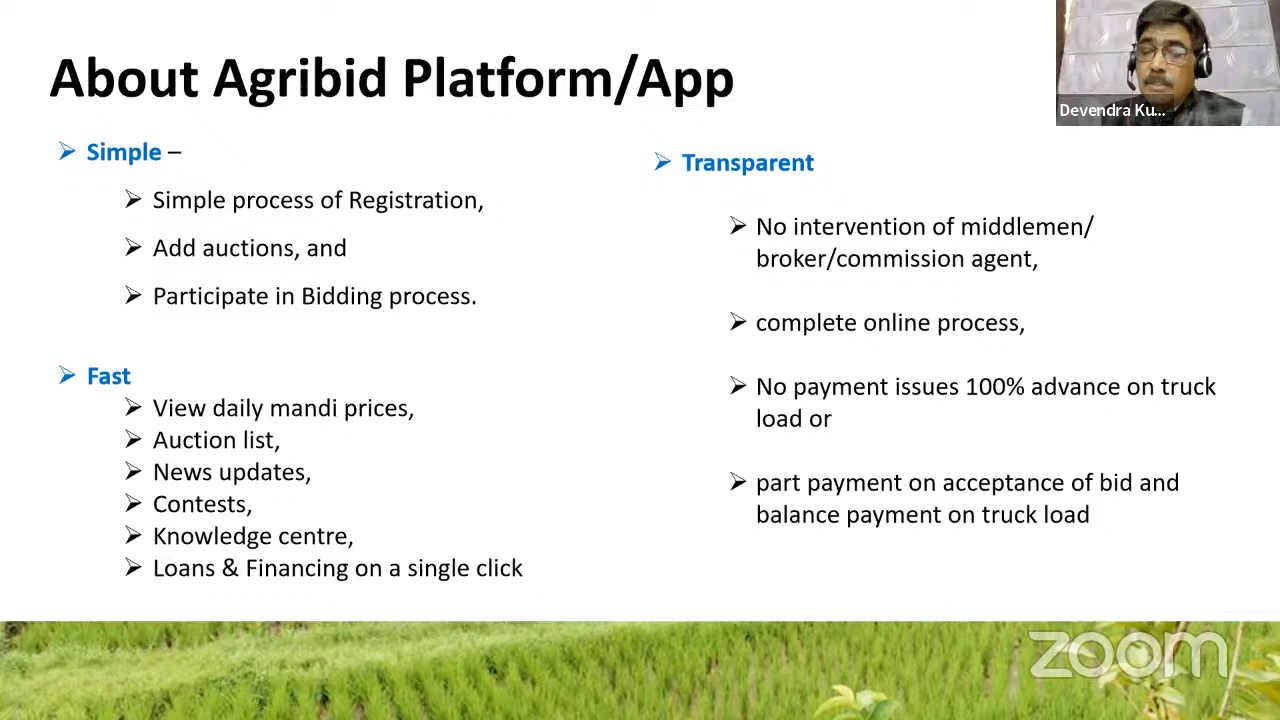 About Agribid Platform/App
Devendra Ku...
Simple –
Simple process of Registration,
Add auctions, and
Participate in Bidding process.
Fast
View daily mandi prices,
Auction list,
News updates,
Contests,
Knowledge centre,
Loans & Financing on a single click
Transparent
No intervention of middlemen/
broker/commission agent,
complete online process,
No payment issues 100% advance on truck
load or
part payment on acceptance of bid and
balance payment on truck load
zoom